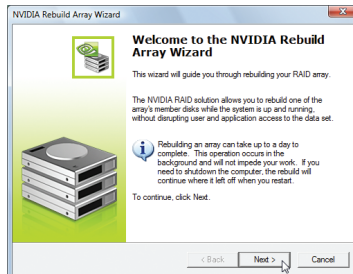 NVIDIA Rebuild Array Wizard
Welcome to the NVIDIA Rebuild
Array Wizard
This wizard will guide you through rebuilding your RAID array.
The NVIDIA RAID solution allows you to rebuild one of the
array's member disks while the system is up and running,
without disrupting user and application access to the data set.
Rebuilding an array can take up to a day to
complete. This operation occurs in the
background and will not impede your work. If you
need to shutdown the computer, the rebuild will
continue where it left off when you restart.
To continue, click Next.
< Back
Next >
Cancel